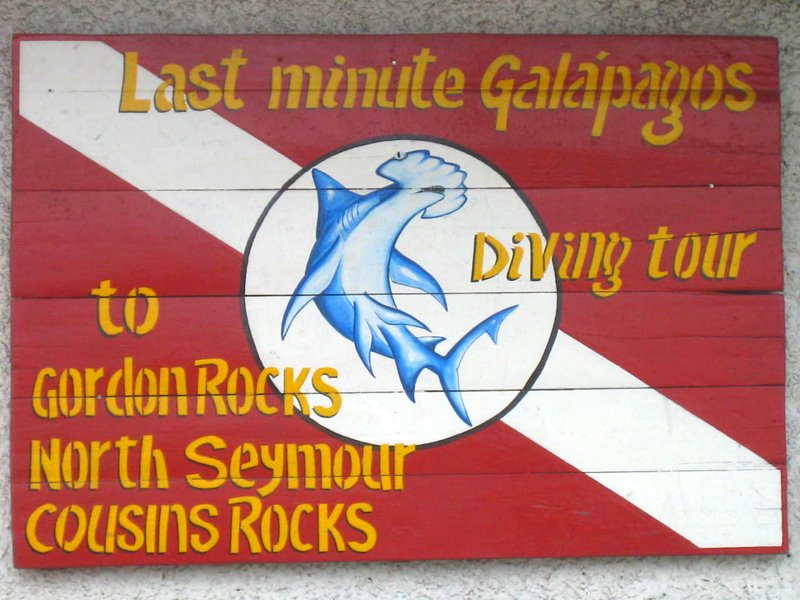 Last minute Galápagos
Diving tour
to
Gordon Rocks
North Seymour
Cousins Rocks